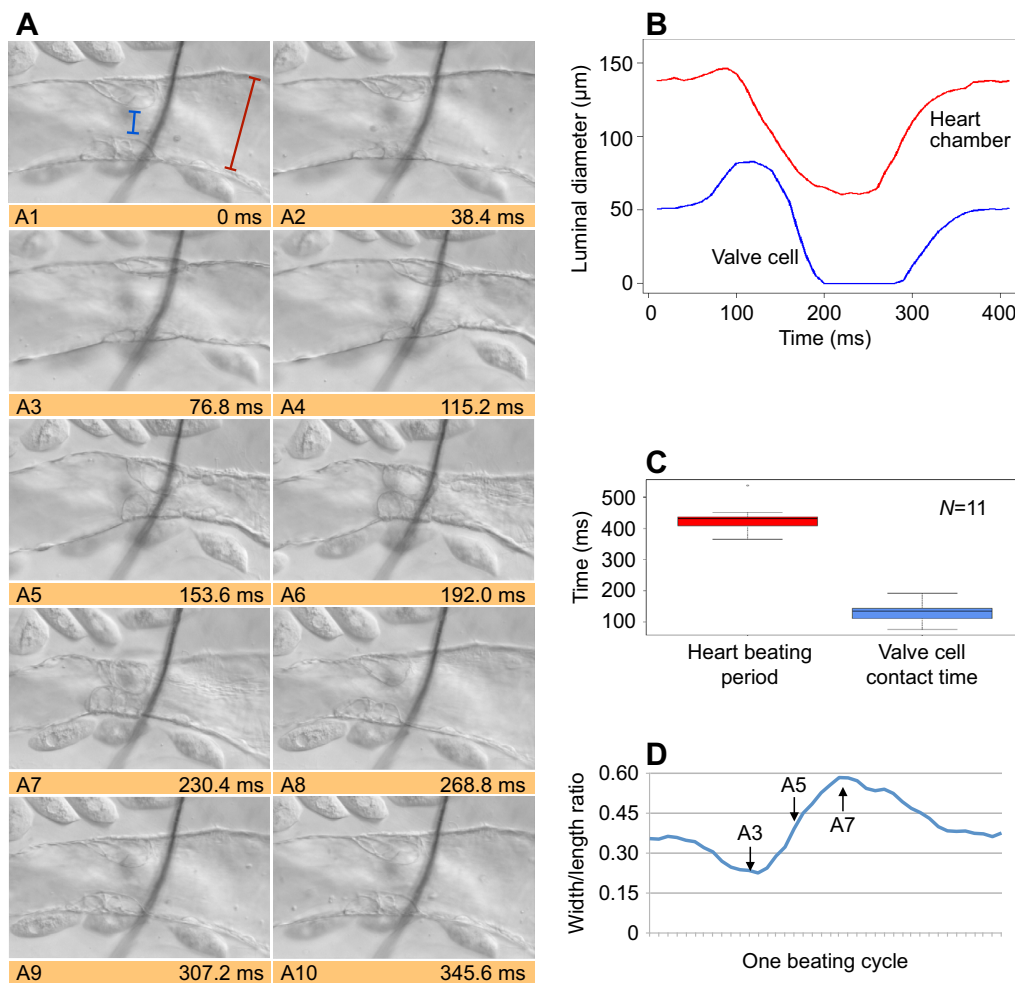 A
A1 0 ms
A2 38.4 ms
A3 76.8 ms
A4 115.2 ms
A5 153.6 ms
A6 192.0 ms
A7 230.4 ms
A8 268.8 ms
A9 307.2 ms
A10 345.6 ms
B
Luminal diameter (µm)
150
100
50
0
Heart
chamber
Valve cell
0 100 200 300 400
Time (ms)
C
Time (ms)
500
400
300
200
100
N=11
Heart beating
period
Valve cell
contact time
D
Width/length ratio
0.60
0.45
0.30
0.15
0
A3
A5
A7
One beating cycle